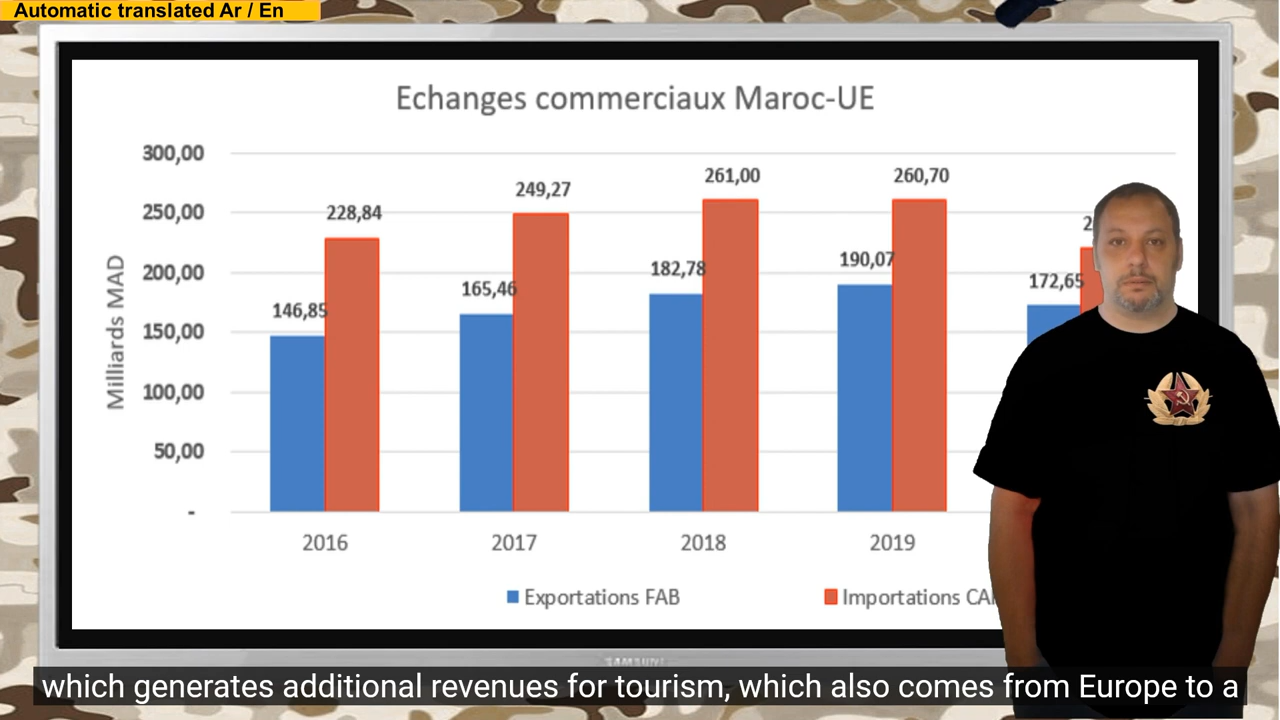 Automatic translated Ar / En
Echanges commerciaux Maroc-UE
300,00
250,00
200,00
150,00
100,00
50,00
-
Milliards MAD
146,85
228,84
165,46
249,27
182,78
261,00
190,07
260,70
172,65
2016
2017
2018
2019
Exportations FAB
Importations
SAMSUNG
which generates additional revenues for tourism, which also comes from Europe to a